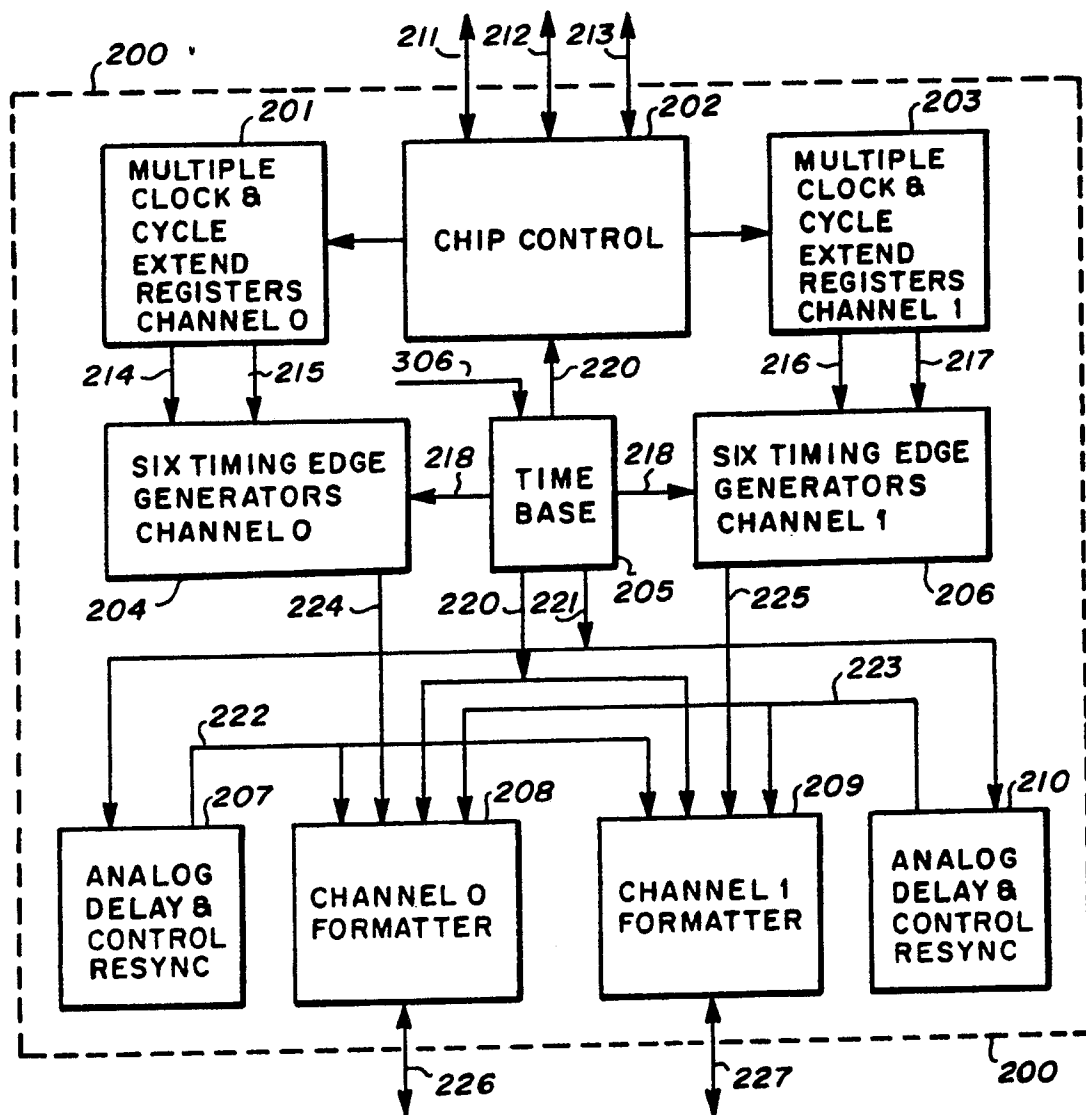 211
212
213
200
201
202
203
MULTIPLE
CLOCK &
CYCLE
EXTEND
REGISTERS
CHANNEL 0
CHIP CONTROL
MULTIPLE
CLOCK &
CYCLE
EXTEND
REGISTERS
CHANNEL 1
214
215
306
220
216
217
SIX TIMING EDGE
GENERATORS
CHANNEL 0
218
TIME
BASE
218
SIX TIMING EDGE
GENERATORS
CHANNEL 1
204
224
220
221
205
225
206
222
223
207
208
209
210
ANALOG
DELAY &
CONTROL
RESYNC
CHANNEL 0
FORMATTER
CHANNEL 1
FORMATTER
ANALOG
DELAY &
CONTROL
RESYNC
226
227
200